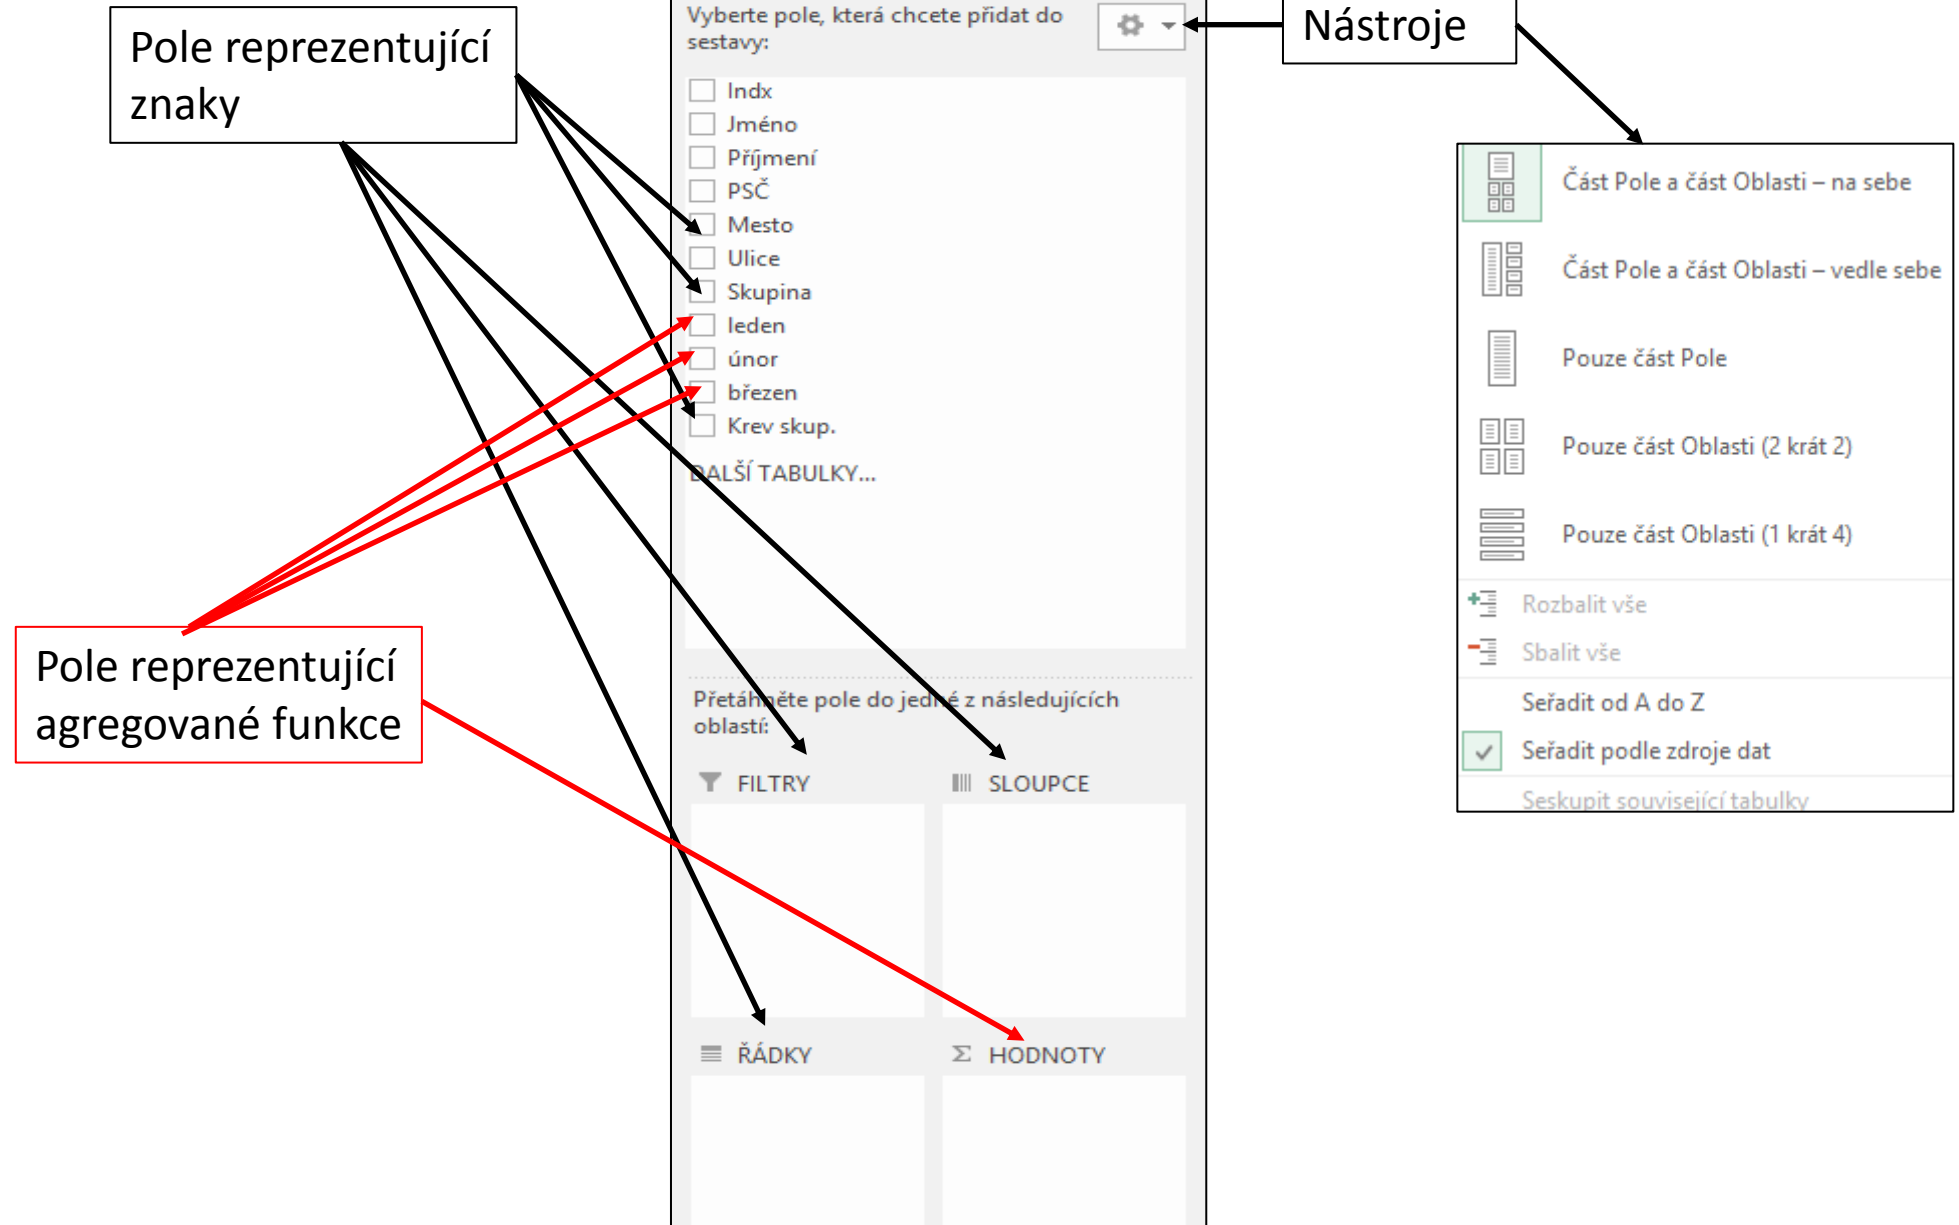 Pole reprezentující
znaky
Vyberte pole, která chcete přidat do
sestavy:
Nástroje
Indx
Jméno
Příjmení
PSČ
Mesto
Ulice
Skupina
leden
únor
březen
Krev skup.
DALŠÍ TABULKY...
Pole reprezentující
agregované funkce
Přetáhněte pole do jedné z následujících
oblastí:
FILTRY
SLOUPCE
ŘÁDKY
Σ HODNOTY
Část Pole a část Oblasti – na sebe
Část Pole a část Oblasti – vedle sebe
Pouze část Pole
Pouze část Oblasti (2 krát 2)
Pouze část Oblasti (1 krát 4)
Rozbalit vše
Sbalit vše
Seřadit od A do Z
Seřadit podle zdroje dat
Seskupit související tabulky